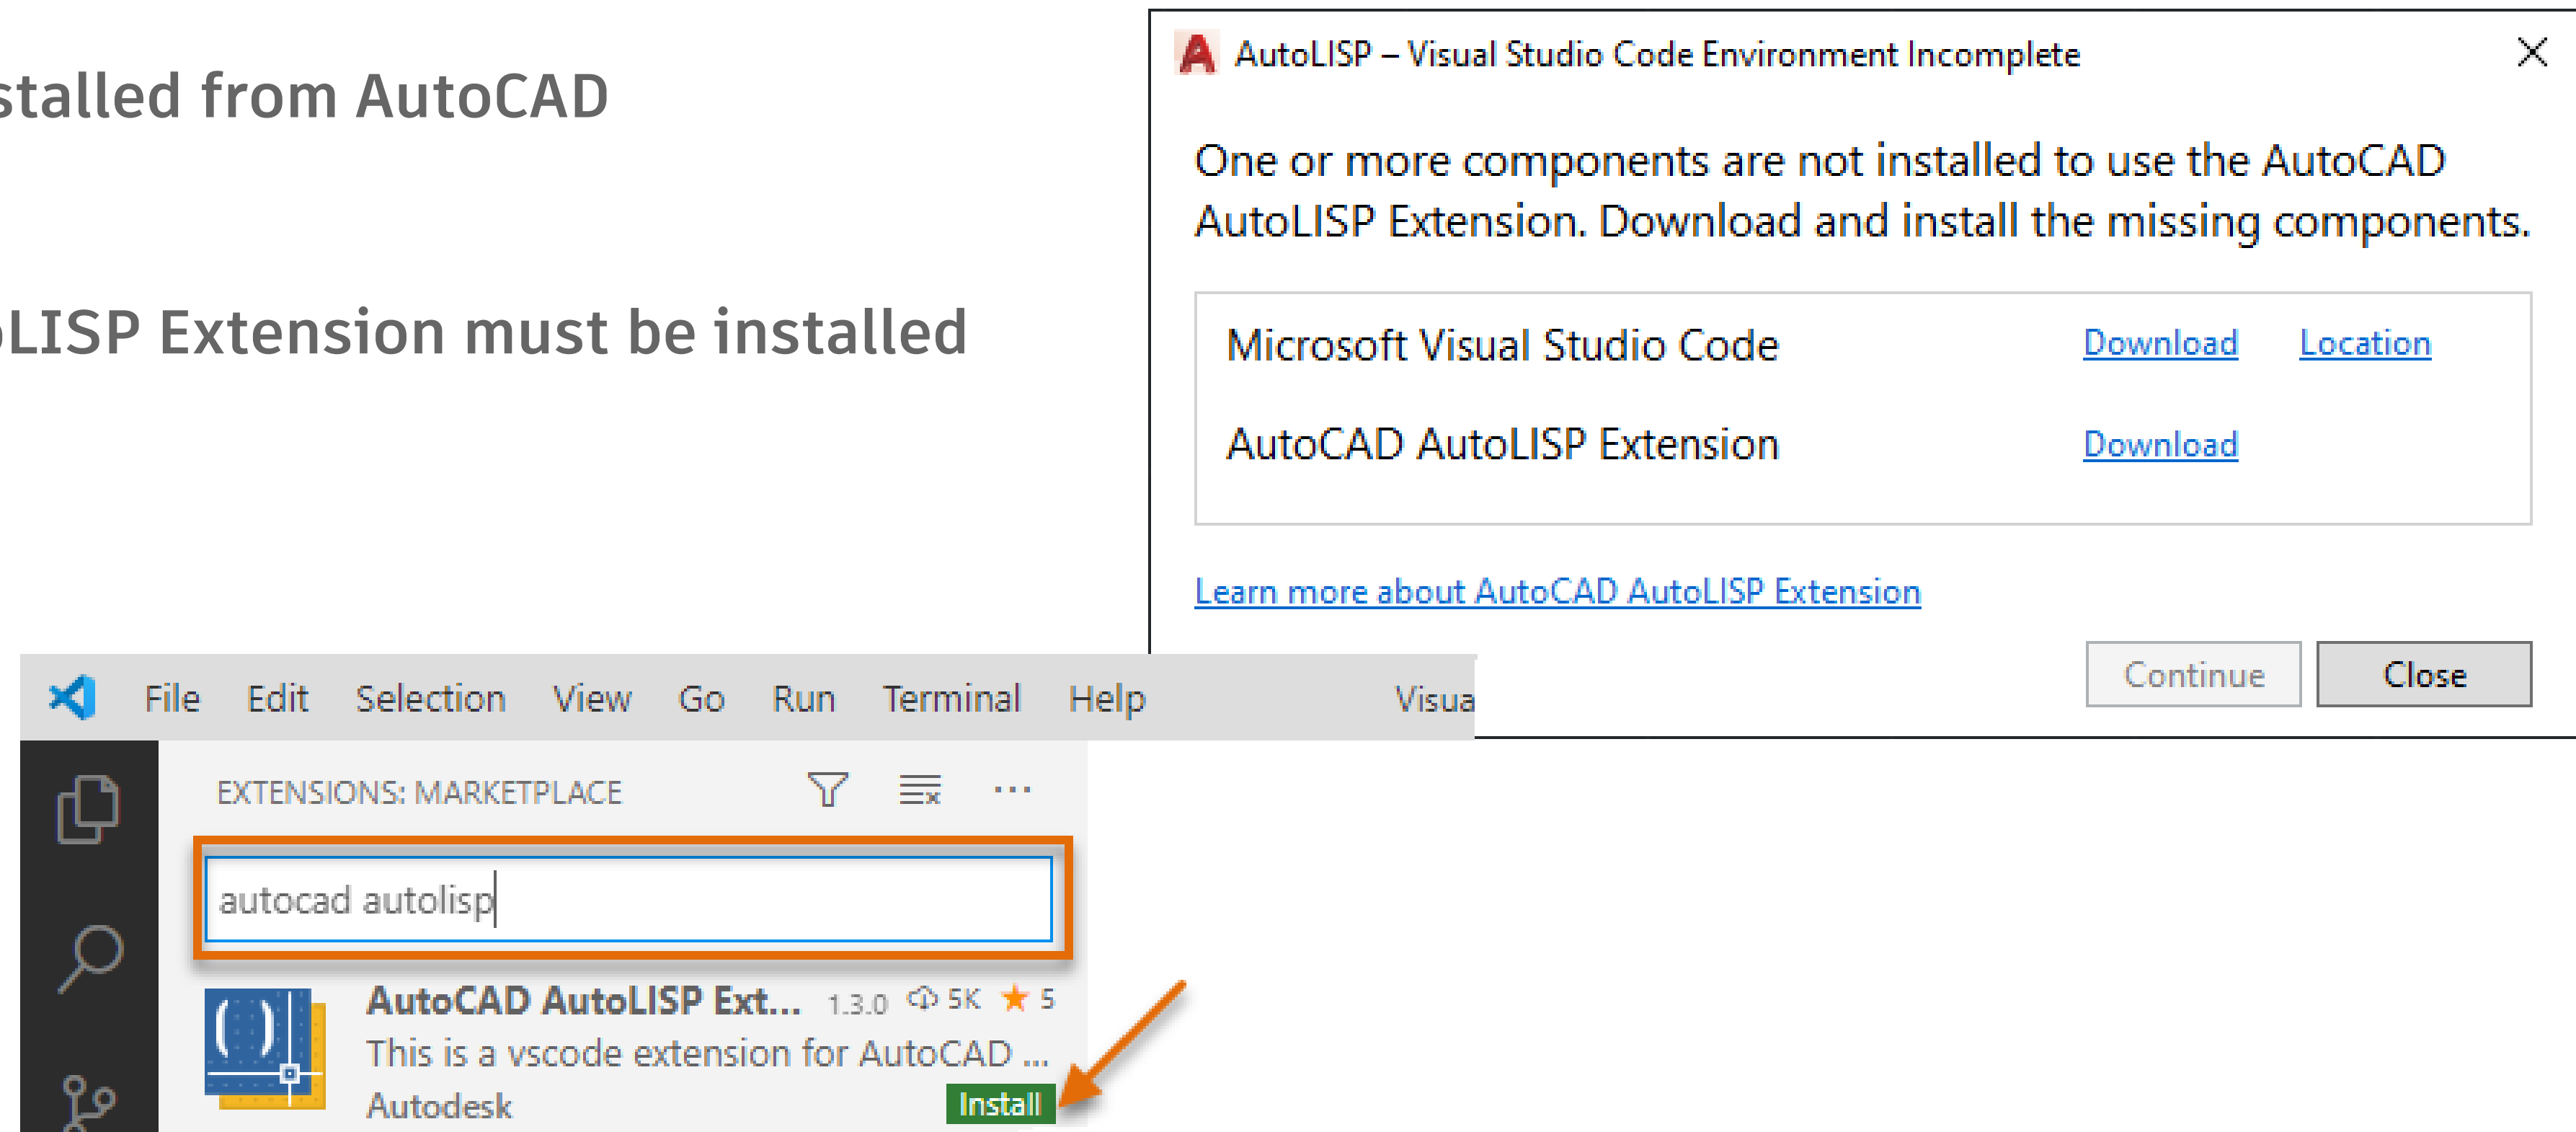 stalled from AutoCAD
LISP Extension must be installed
AutoLISP – Visual Studio Code Environment Incomplete
One or more components are not installed to use the AutoCAD
AutoLISP Extension. Download and install the missing components.
Microsoft Visual Studio Code Download Location
AutoCAD AutoLISP Extension Download
Learn more about AutoCAD AutoLISP Extension
Continue Close
File Edit Selection View Go Run Terminal Help Visua
EXTENSIONS: MARKETPLACE
autocad autolisp
AutoCAD AutoLISP Ext... 1.3.0 5K 5
This is a vscode extension for AutoCAD ...
Autodesk Install